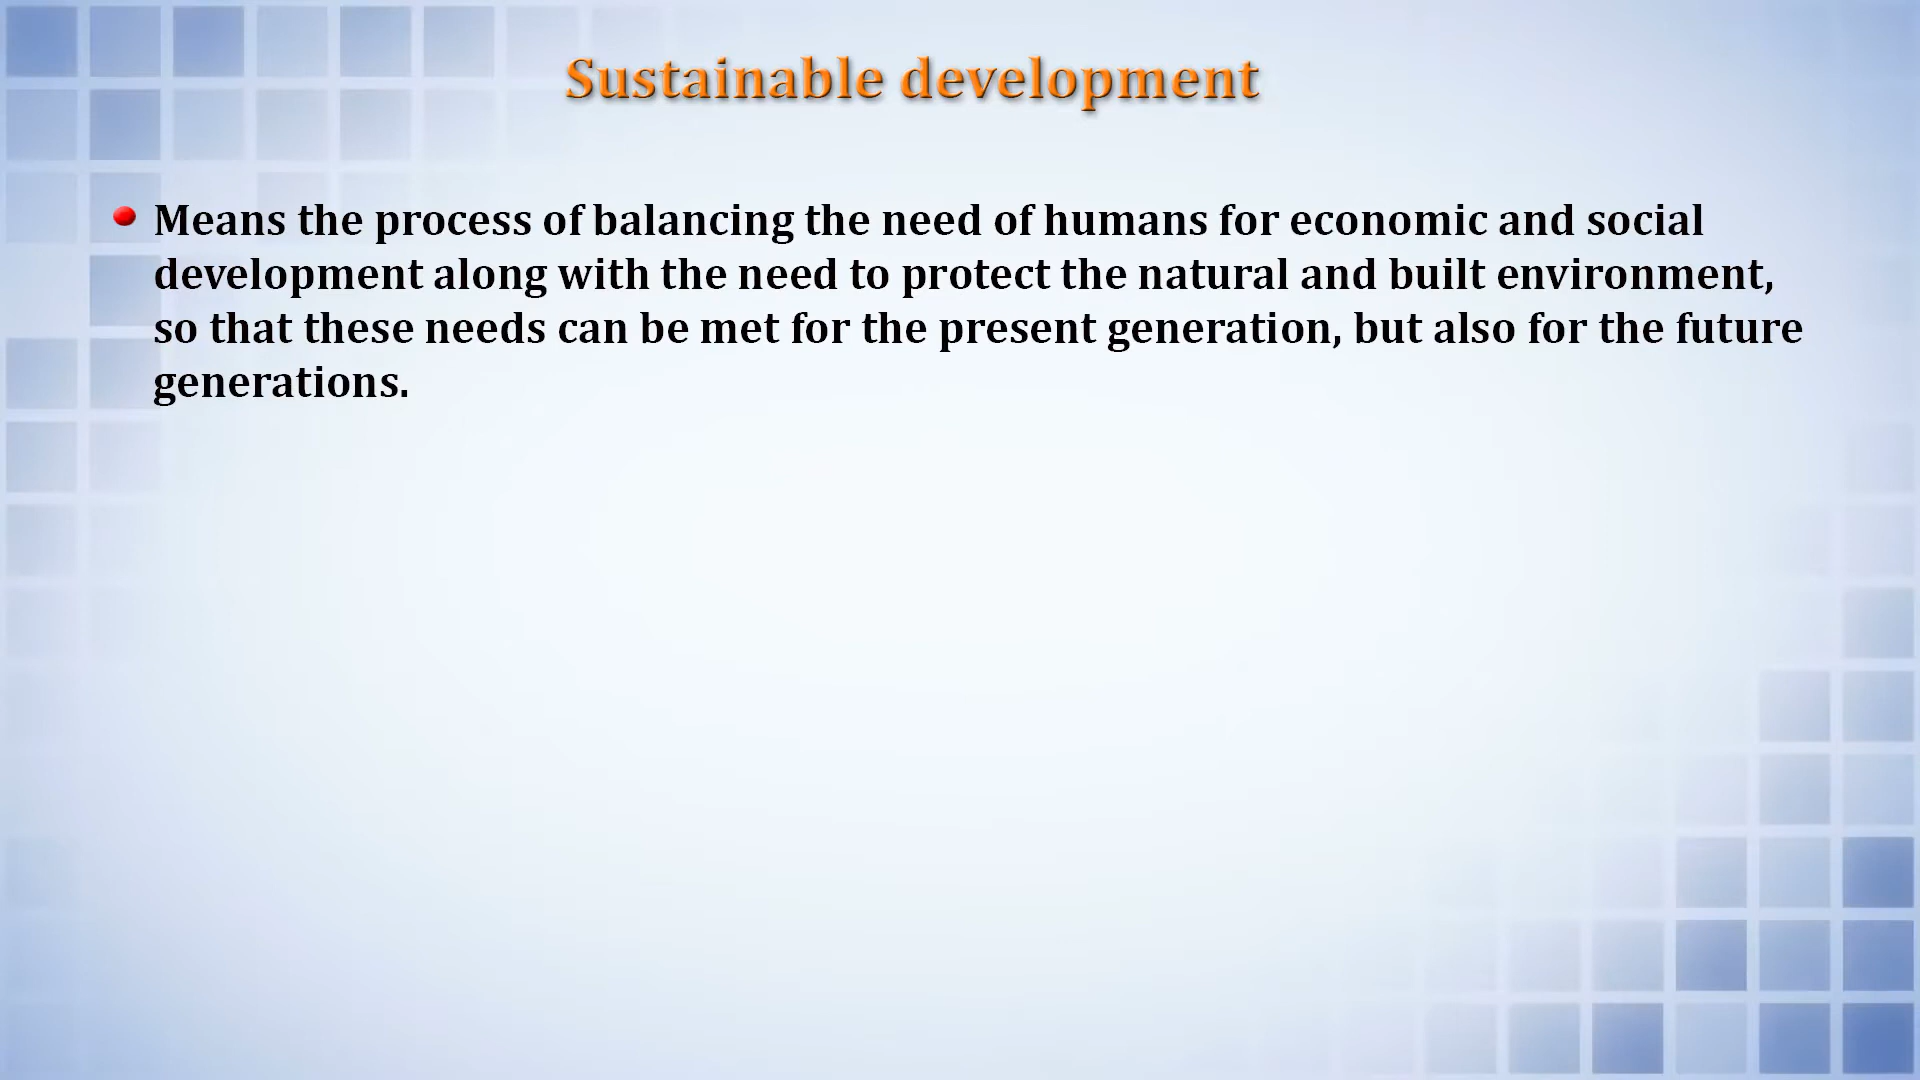 Sustainable development
Means the process of balancing the need of humans for economic and social
development along with the need to protect the natural and built environment,
so that these needs can be met for the present generation, but also for the future
generations.